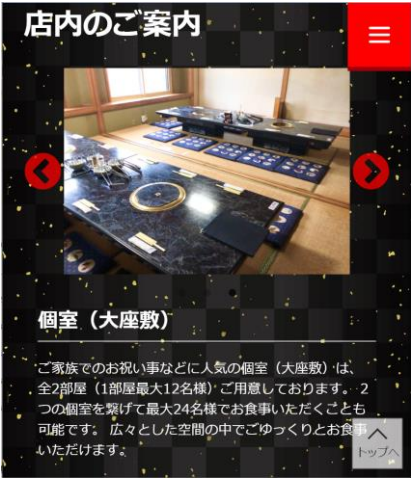 店内のご案内
個室（大座敷）
ご家族でのお祝い事などに人気の個室（大座敷）は、
全2部屋（1部屋最大12名様）ご用意しております。 2
つの個室を繋げて最大24名様でお食事いただくことも
可能です。 広々とした空間の中でごゆっくりとお食事
いただけます。
トップへ